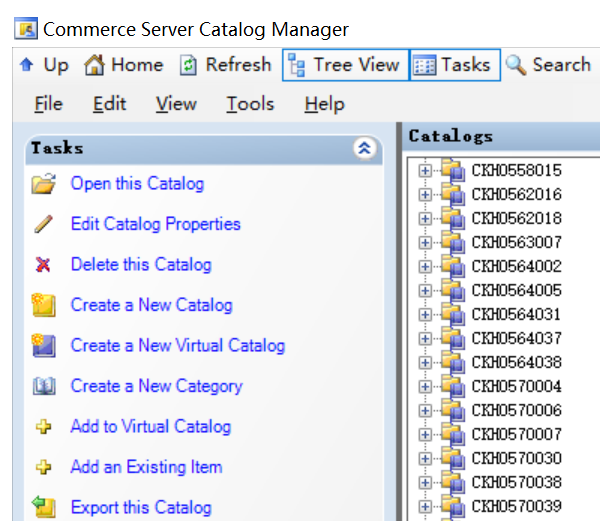 Commerce Server Catalog Manager
Up Home Refresh Tree View Tasks Search
File Edit View Tools Help
Tasks
Open this Catalog
Edit Catalog Properties
Delete this Catalog
Create a New Catalog
Create a New Virtual Catalog
Create a New Category
Add to Virtual Catalog
Add an Existing Item
Export this Catalog
Catalogs
CKH0558015
CKH0562016
CKH0562018
CKH0563007
CKH0564002
CKH0564005
CKH0564031
CKH0564037
CKH0564038
CKH0570004
CKH0570006
CKH0570007
CKH0570030
CKH0570038
CKH0570039